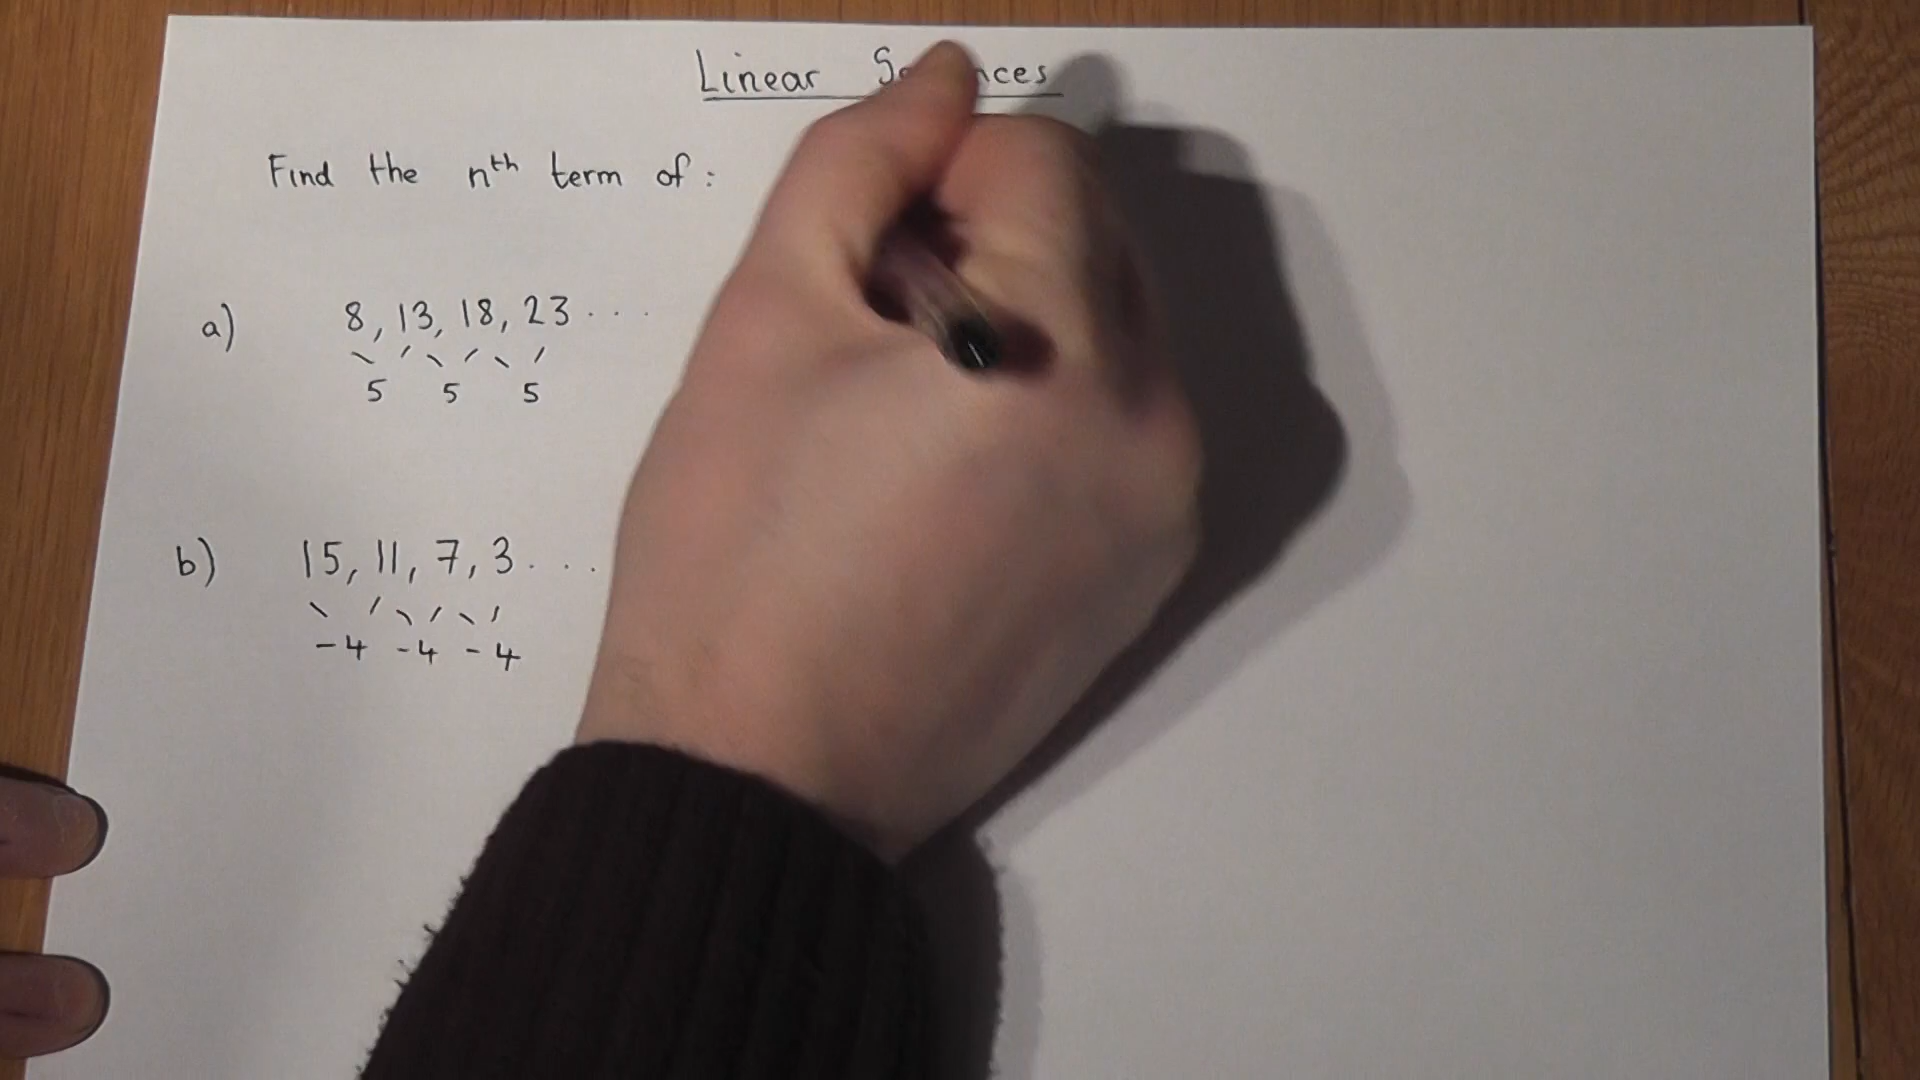 Linear
Find the nth term of :
a) 8, 13, 18, 23 . . .
5 5 5
b) 15, 11, 7, 3 . . .
-4 -4 -4